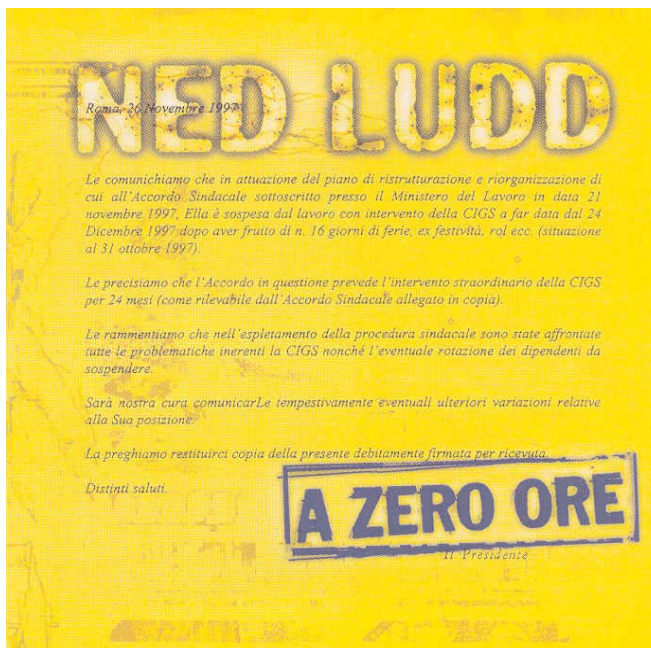 NED LUDD
Roma, 26 Novembre 1997
Le comunichiamo che in attuazione del piano di ristrutturazione e riorganizzazione di
cui all'Accordo Sindacale sottoscritto presso il Ministero del Lavoro in data 21
novembre 1997, Ella è sospesa dal lavoro con intervento della CIGS a far data dal 24
Dicembre 1997 dopo aver fruito di n. 16 giorni di ferie, ex festività, rol ecc. (situazione
al 31 ottobre 1997).
Le precisiamo che l'Accordo in questione prevede l'intervento straordinario della CIGS
per 24 mesi (come rilevabile dall'Accordo Sindacale allegato in copia).
Le rammentiamo che nell'espletamento della procedura sindacale sono state affrontate
tutte le problematiche inerenti la CIGS nonché l'eventuale rotazione dei dipendenti da
sospendere.
Sarà nostra cura comunicarLe tempestivamente eventuali ulteriori variazioni relative
alla Sua posizione.
La preghiamo restituirci copia della presente debitamente firmata per ricevuta.
Distinti saluti.
A ZERO ORE
Il Presidente